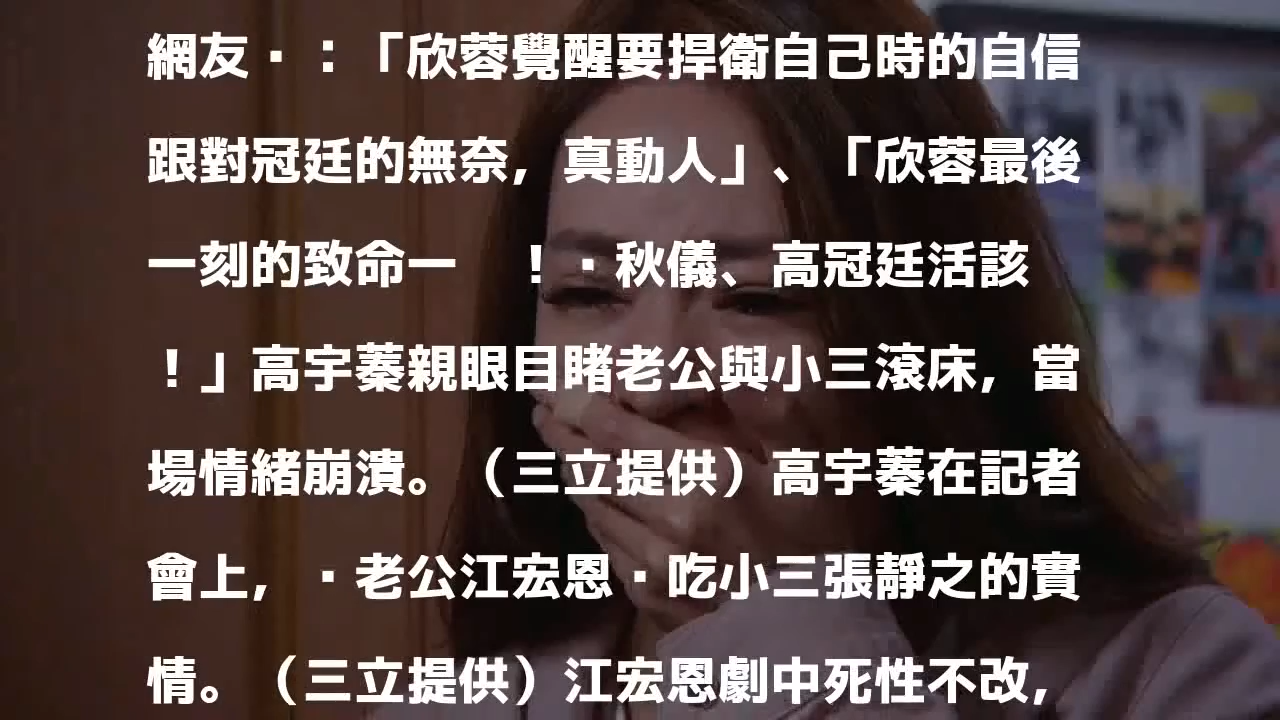 網友·：「欣蓉覺醒要捍衛自己時的自信
跟對冠廷的無奈，真動人」、「欣蓉最後
一刻的致命一　！·秋儀、高冠廷活該
！」高宇蓁親眼目睹老公與小三滾床，當
場情緒崩潰。（三立提供）高宇蓁在記者
會上，·老公江宏恩·吃小三張靜之的實
情。（三立提供）江宏恩劇中死性不改，